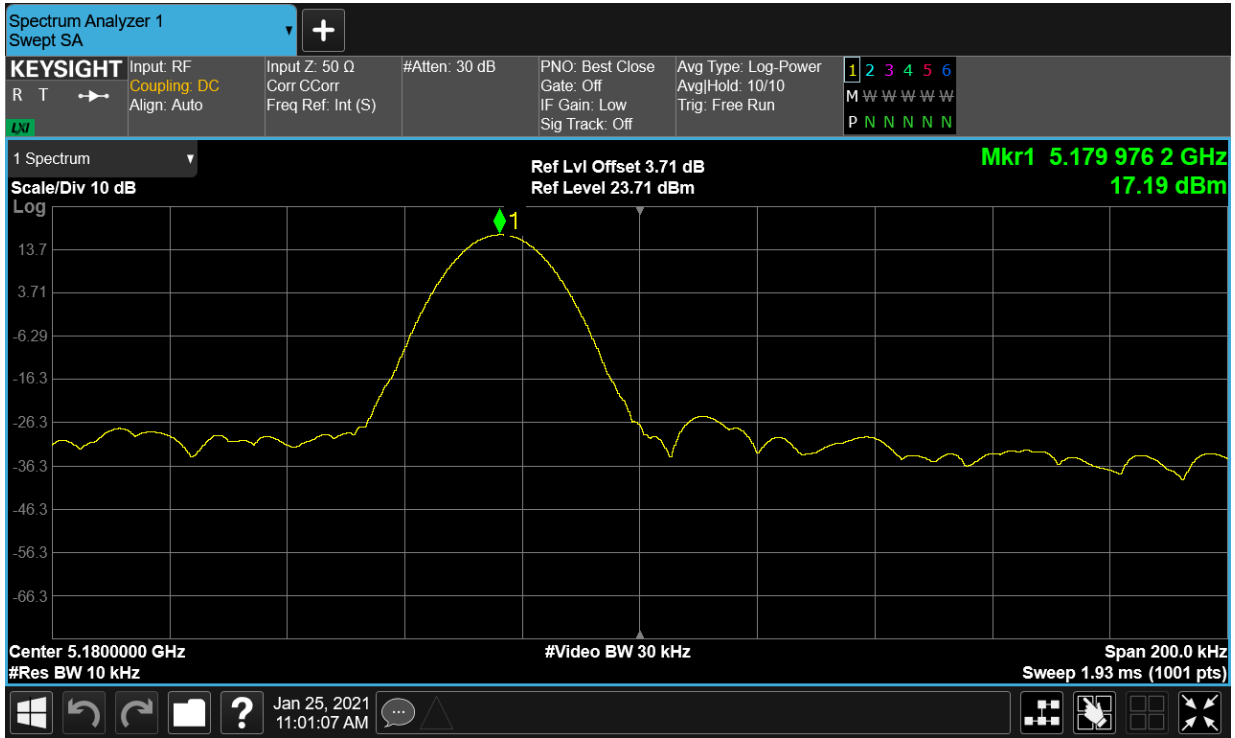 Spectrum Analyzer 1
Swept SA
KEYSIGHT
R T
LXI
Input: RF
Coupling: DC
Align: Auto
Input Z: 50 Ω
Corr CCorr
Freq Ref: Int (S)
#Atten: 30 dB
PNO: Best Close
Gate: Off
IF Gain: Low
Sig Track: Off
Avg Type: Log-Power
Avg|Hold: 10/10
Trig: Free Run
1 2 3 4 5 6
M W W W W W
P N N N N N
1 Spectrum
Scale/Div 10 dB
Log
Ref Lvl Offset 3.71 dB
Ref Level 23.71 dBm
Mkr1 5.179 976 2 GHz
17.19 dBm
1
13.7
3.71
-6.29
-16.3
-26.3
-36.3
-46.3
-56.3
-66.3
Center 5.1800000 GHz
#Res BW 10 kHz
#Video BW 30 kHz
Span 200.0 kHz
Sweep 1.93 ms (1001 pts)
?
Jan 25, 2021
11:01:07 AM